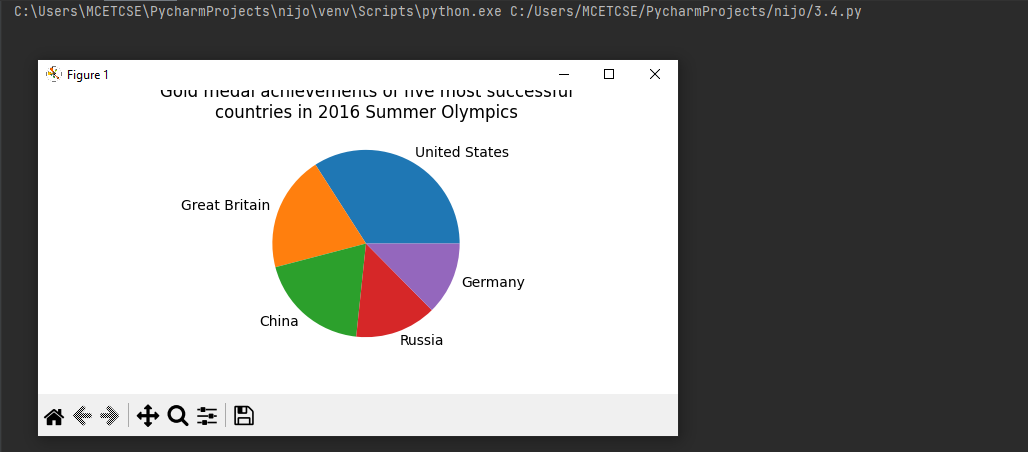 C:\Users\MCETCSE\PycharmProjects\nijo\venv\Scripts\python.exe C:/Users/MCETCSE/PycharmProjects/nijo/3.4.py
Figure 1
Gold medal achievements of five most successful
countries in 2016 Summer Olympics
United States
Great Britain
Germany
China
Russia